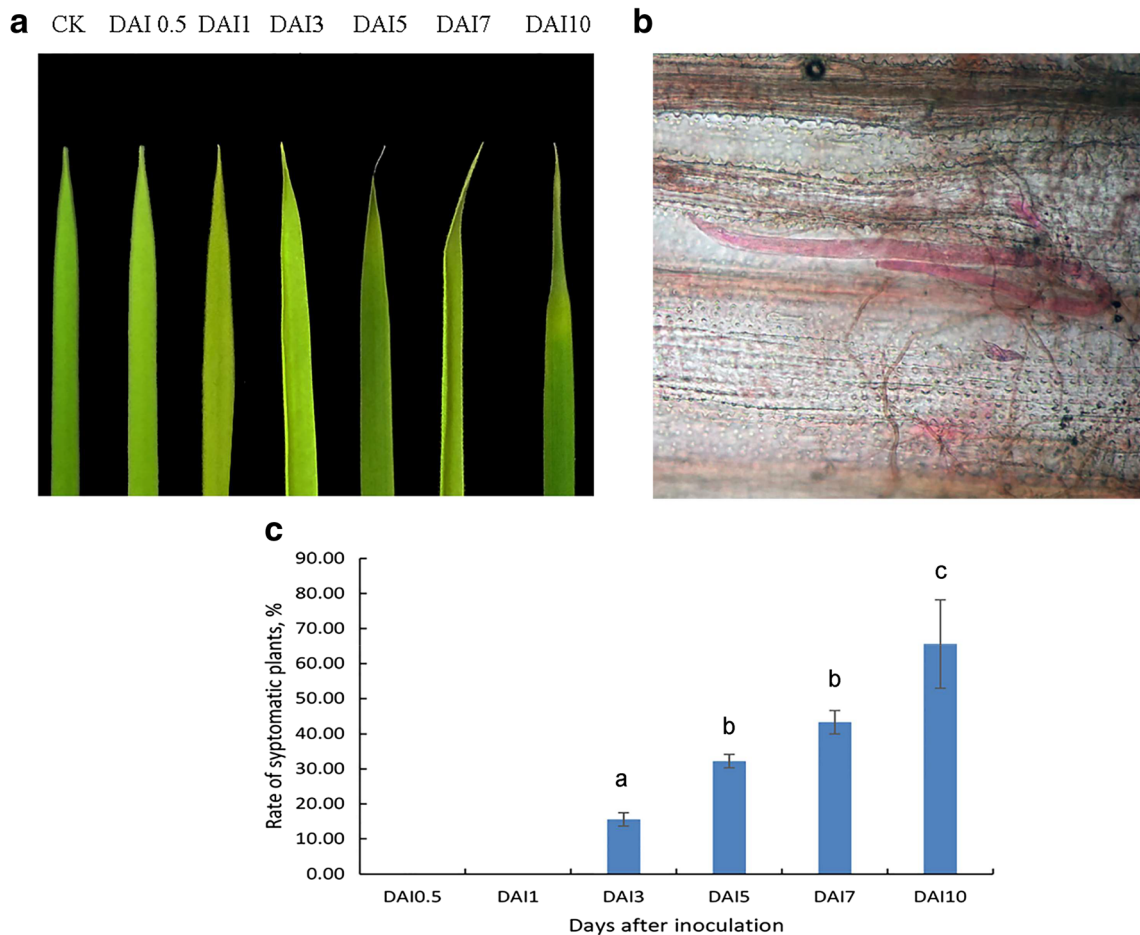 a
CK DAI 0.5 DAI1 DAI3 DAI5 DAI7 DAI10
b
c
Rate of syptomatic plants, %
90.00
80.00
70.00
60.00
50.00
40.00
30.00
20.00
10.00
0.00
a
b
b
c
DAI0.5 DAI1 DAI3 DAI5 DAI7 DAI10
Days after inoculation